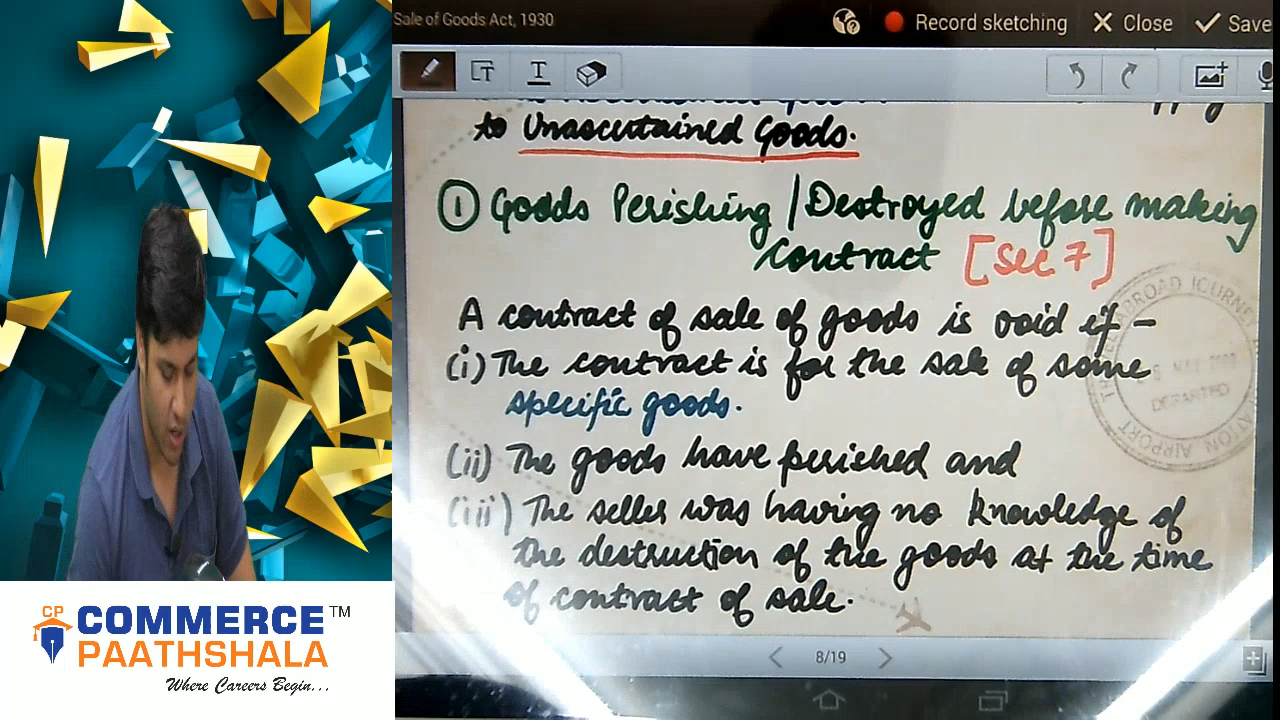 Sale of Goods Act, 1930
Record sketching
Close
Save
to Unascertained Goods.
① Goods Perishing / Destroyed before making
contract [sec 7]
A contract of sale of goods is void if –
(i) The contract is for the sale of some
specific goods.
(ii) The goods have perished and
(iii) The seller was having no knowledge of
the destruction of the goods at the time
of contract of sale.
DEPARTED
8/19
CP
COMMERCE™
PAATHSHALA
Where Careers Begin...